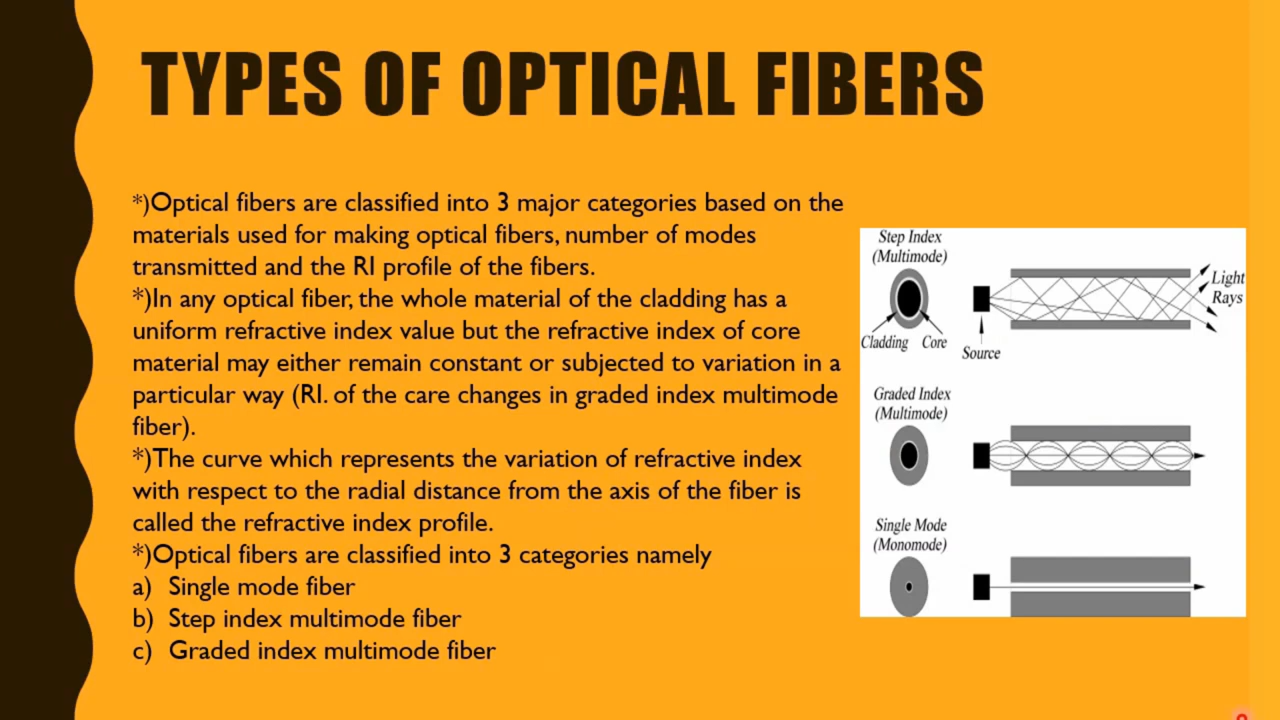 TYPES OF OPTICAL FIBERS
*)Optical fibers are classified into 3 major categories based on the
materials used for making optical fibers, number of modes
transmitted and the RI profile of the fibers.
*)In any optical fiber, the whole material of the cladding has a
uniform refractive index value but the refractive index of core
material may either remain constant or subjected to variation in a
particular way (RI. of the care changes in graded index multimode
fiber).
*)The curve which represents the variation of refractive index
with respect to the radial distance from the axis of the fiber is
called the refractive index profile.
*)Optical fibers are classified into 3 categories namely
a) Single mode fiber
b) Step index multimode fiber
c) Graded index multimode fiber
Step Index
(Multimode)
Light
Rays
Cladding Core
Source
Graded Index
(Multimode)
Single Mode
(Monomode)